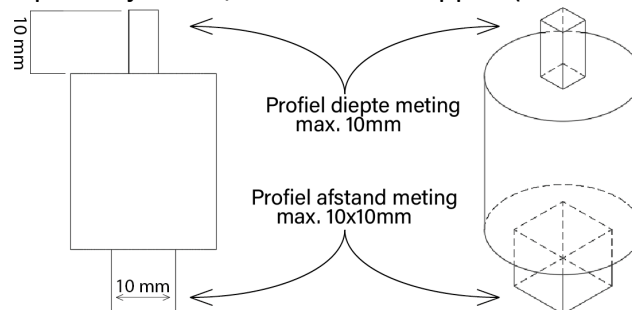 10 mm
Profiel diepte meting
max. 10mm
Profiel afstand meting
max. 10x10mm
10 mm